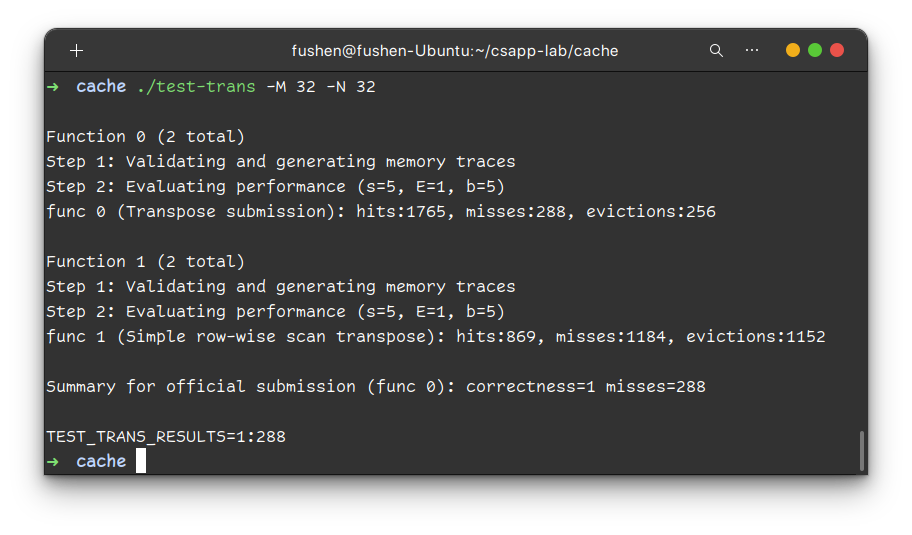 fushen@fushen-Ubuntu:~/csapp-lab/cache
➜ cache ./test-trans -M 32 -N 32
Function 0 (2 total)
Step 1: Validating and generating memory traces
Step 2: Evaluating performance (s=5, E=1, b=5)
func 0 (Transpose submission): hits:1765, misses:288, evictions:256
Function 1 (2 total)
Step 1: Validating and generating memory traces
Step 2: Evaluating performance (s=5, E=1, b=5)
func 1 (Simple row-wise scan transpose): hits:869, misses:1184, evictions:1152
Summary for official submission (func 0): correctness=1 misses=288
TEST_TRANS_RESULTS=1:288
➜ cache